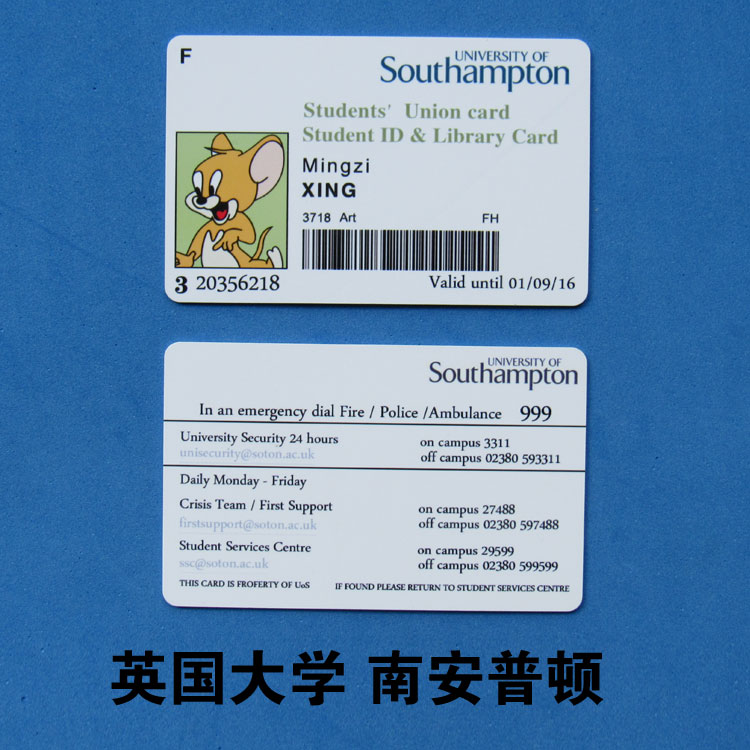 F
UNIVERSITY OF
Southampton
Students' Union card
Student ID & Library Card
Mingzi
XING
3718 Art FH
3 20356218
Valid until 01/09/16
UNIVERSITY OF
Southampton
In an emergency dial Fire / Police /Ambulance 999
University Security 24 hours on campus 3311
unisecurity@soton.ac.uk off campus 02380 593311
Daily Monday - Friday
Crisis Team / First Support on campus 27488
firstsupport@soton.ac.uk off campus 02380 597488
Student Services Centre on campus 29599
ssc@soton.ac.uk off campus 02380 599599
THIS CARD IS FROFERTY OF UoS IF FOUND PLEASE RETURN TO STUDENT SERVICES CENTRE
英国大学 南安普顿